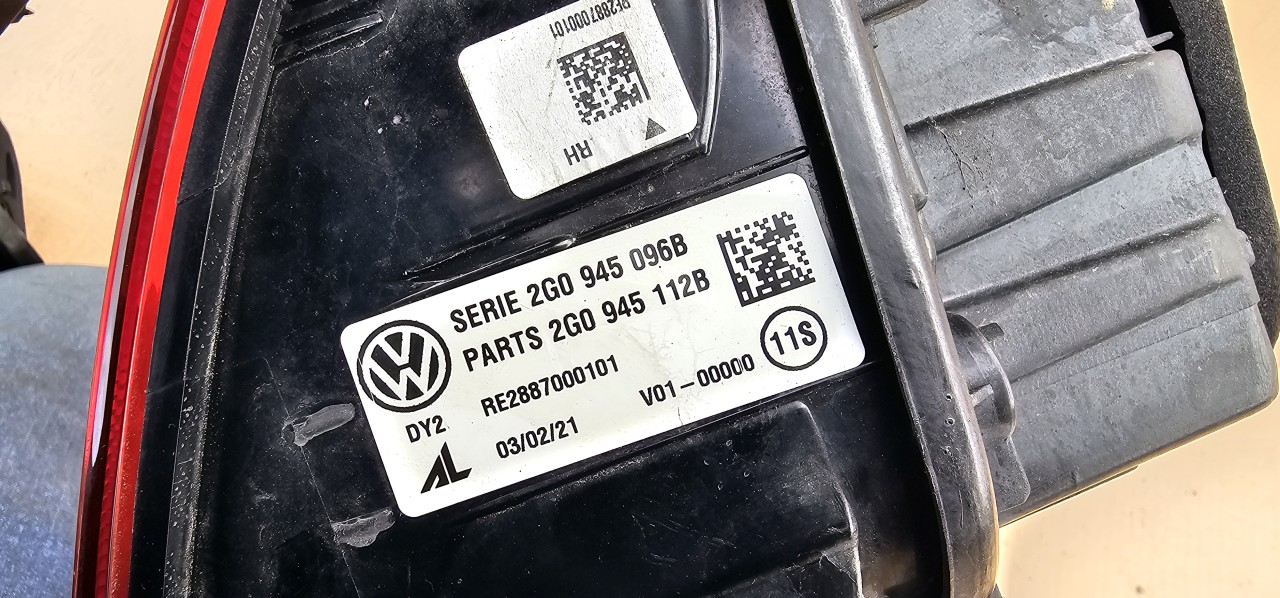 RE2887000101
RH
SERIE 2G0 945 096B
PARTS 2G0 945 112B
RE2887000101
V01-00000
11S
DY2
03/02/21
AL